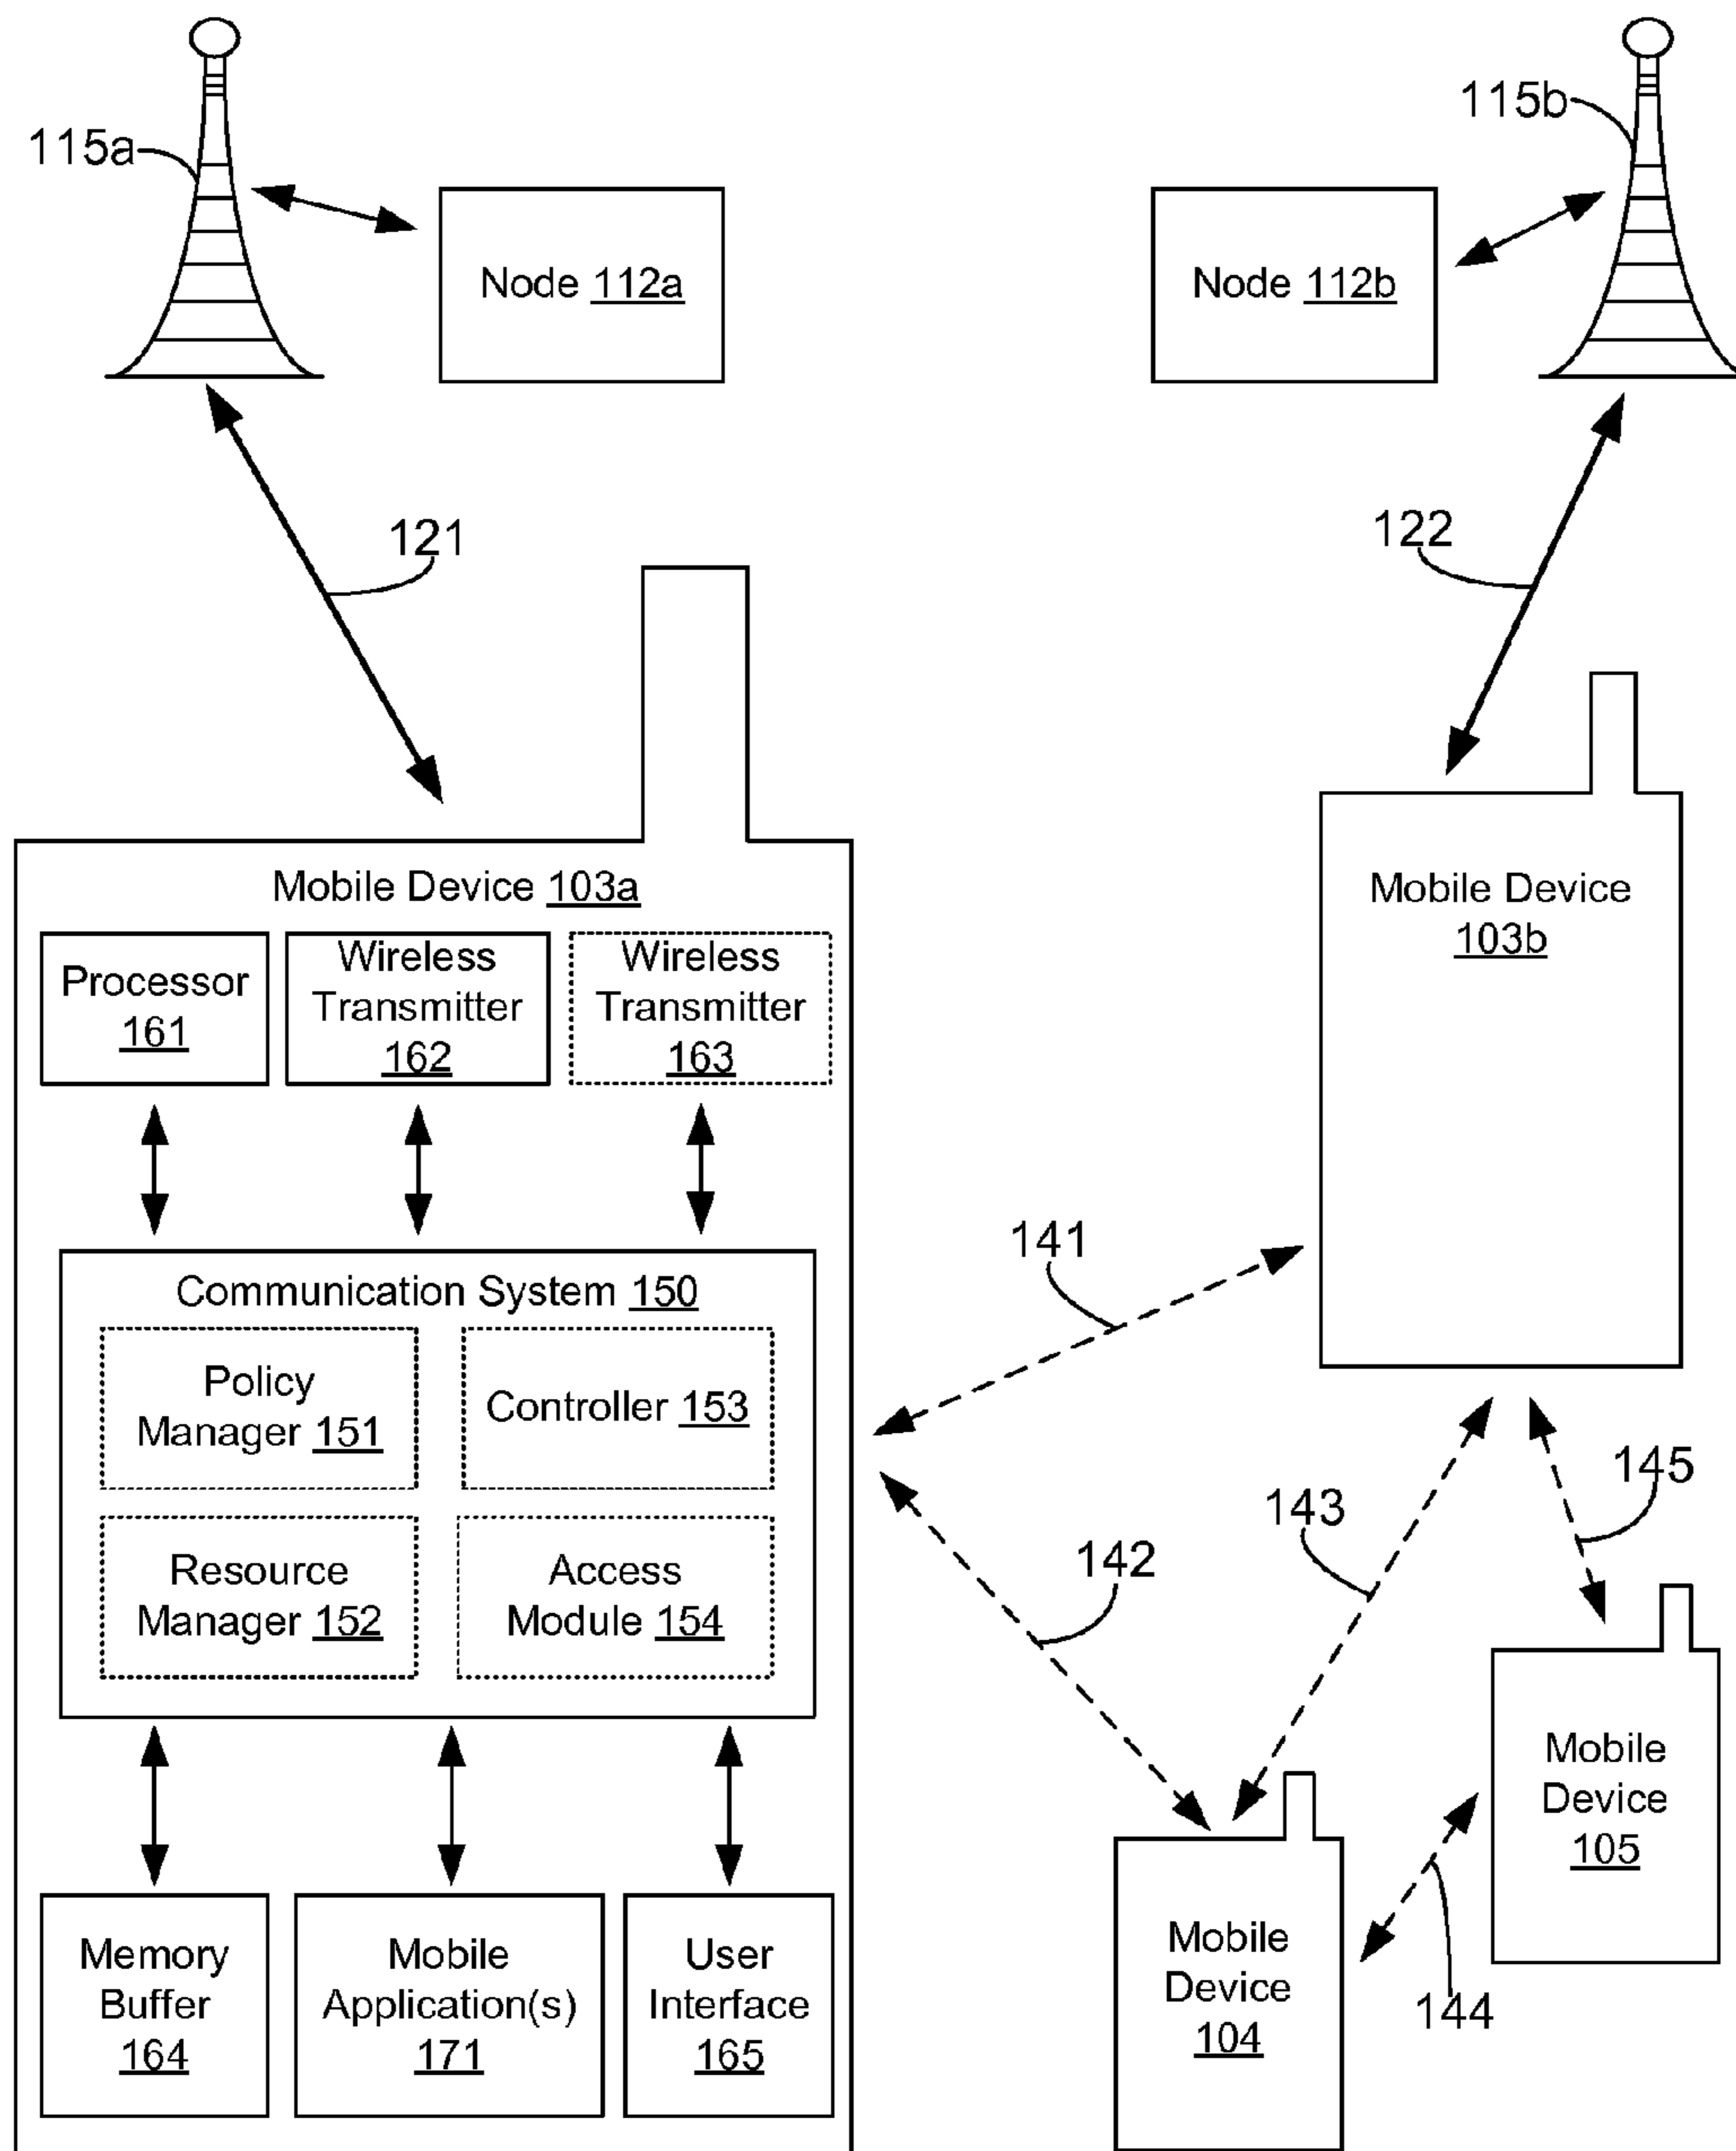 115a
115b
Node 112a
Node 112b
121
122
Mobile Device 103a
Mobile Device
103b
Processor
161
Wireless
Transmitter
162
Wireless
Transmitter
163
Communication System 150
Policy
Manager 151
Controller 153
Resource
Manager 152
Access
Module 154
141
142
143
145
Mobile
Device
105
Mobile
Device
104
144
Memory
Buffer
164
Mobile
Application(s)
171
User
Interface
165